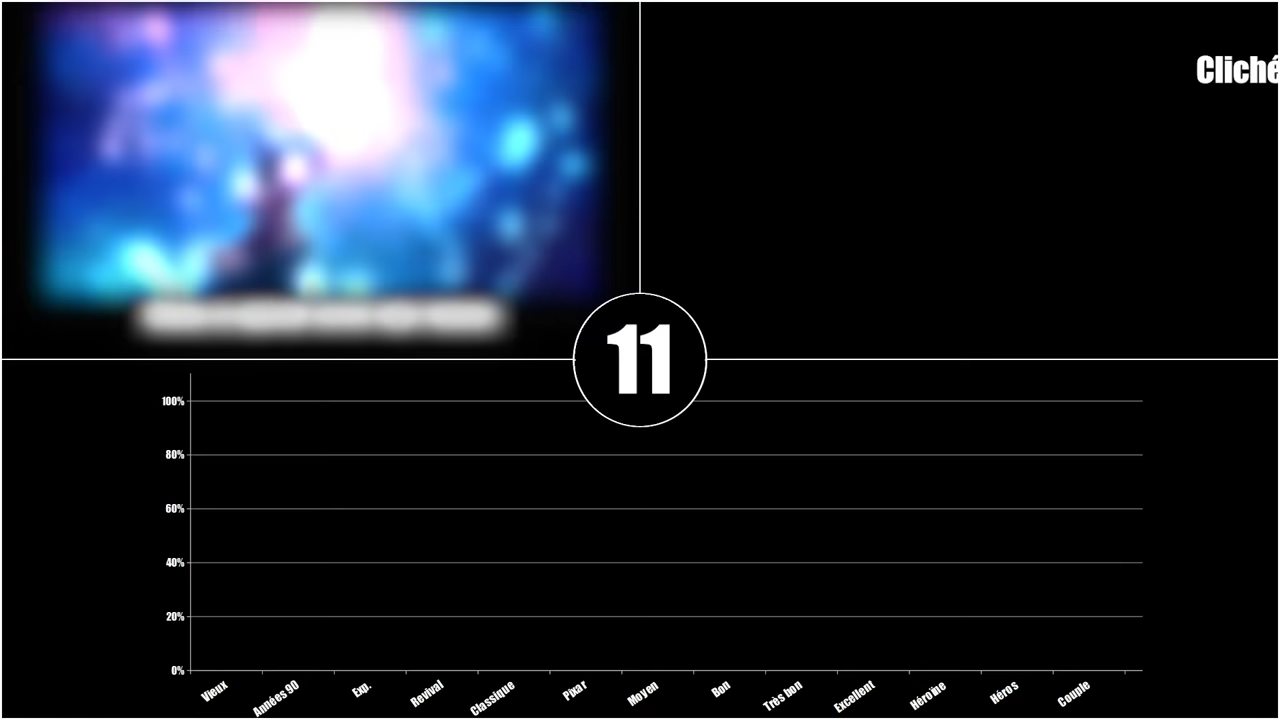 Cliché
11
100%
80%
60%
40%
20%
0%
Vieux
Années 90
Exp.
Revival
Classique
Pixar
Moyen
Bon
Très bon
Excellent
Héroïne
Héros
Couple